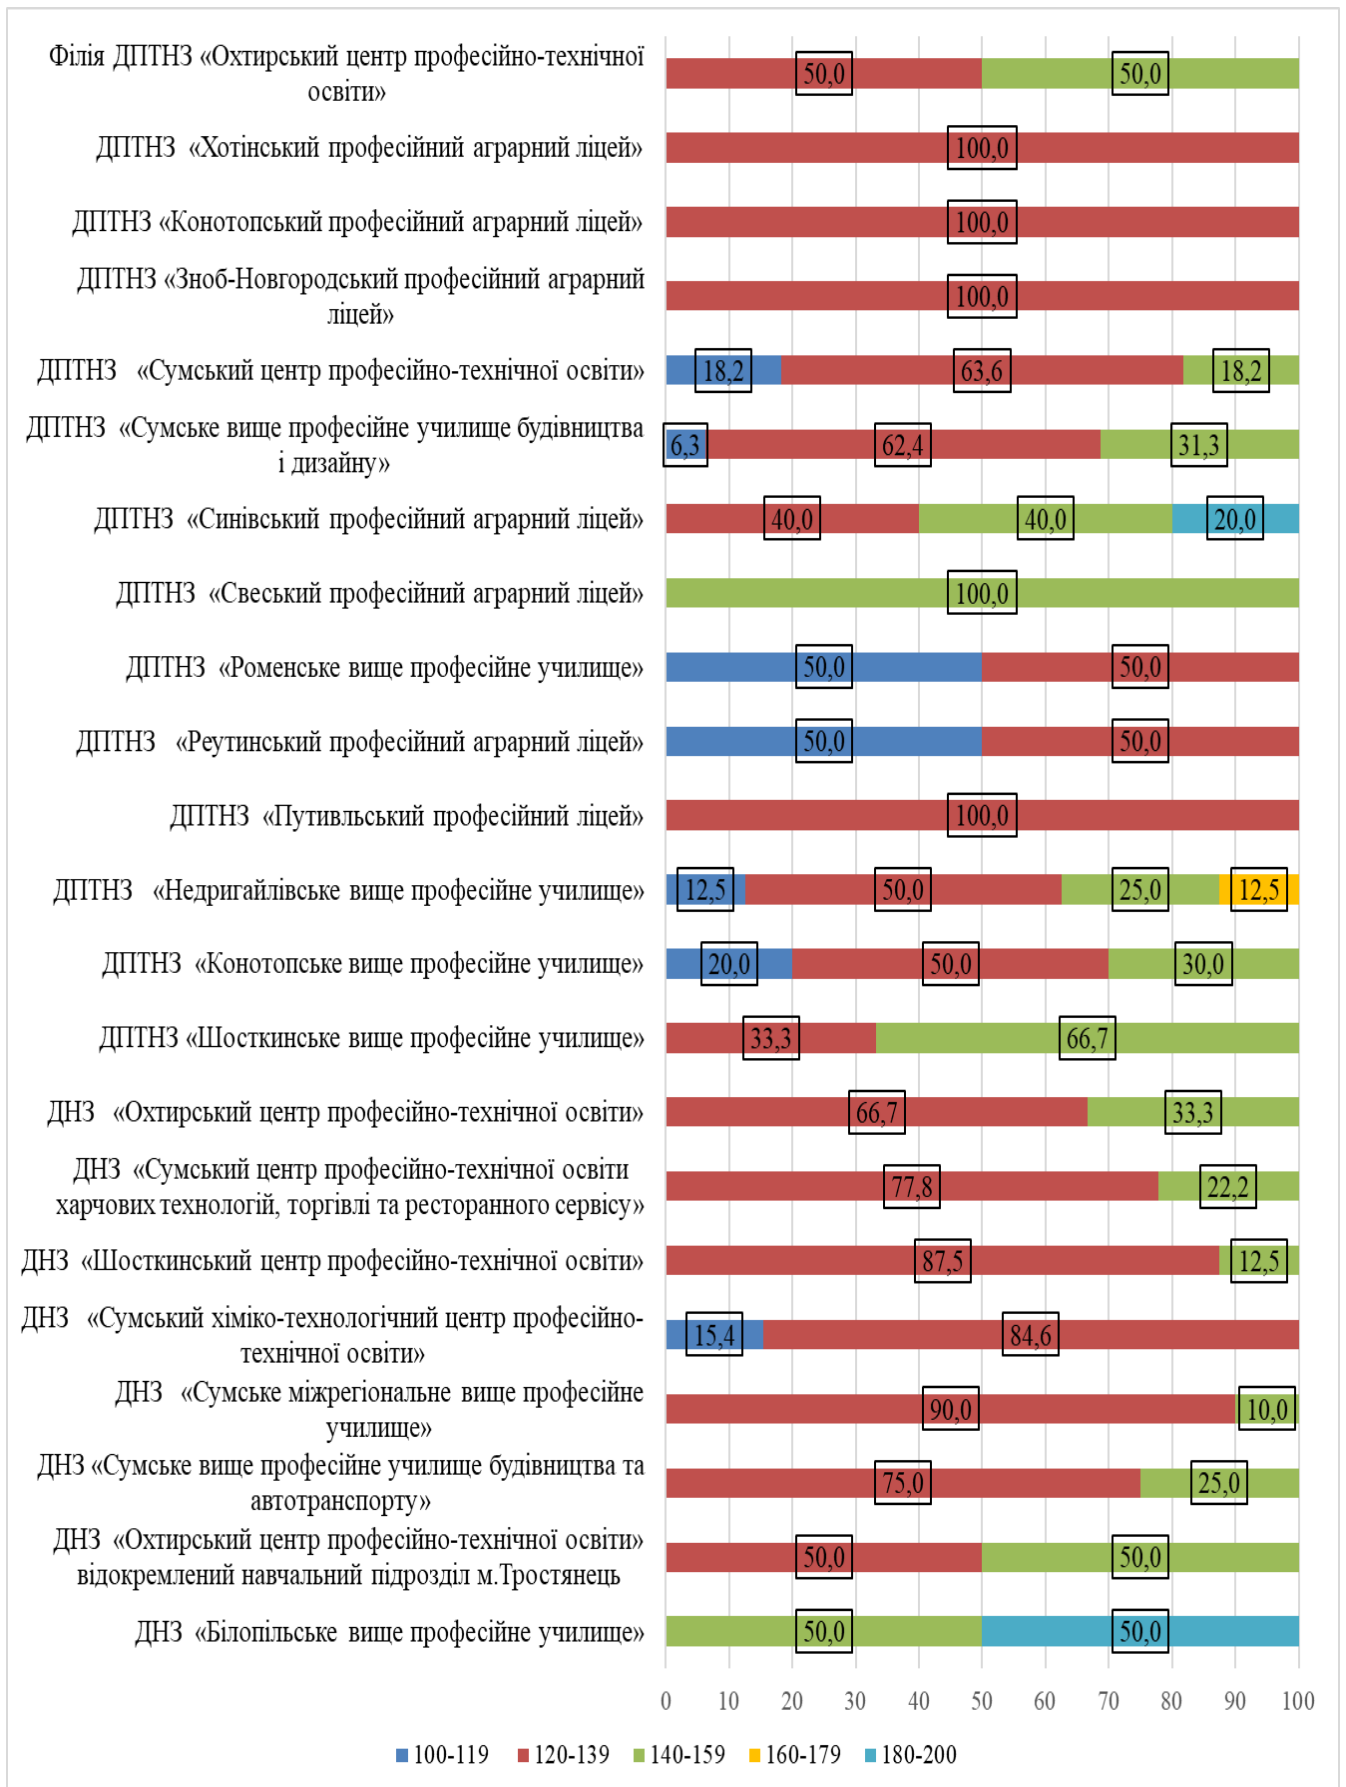 Філія ДПТНЗ «Охтирський центр професійно-технічної
освіти»
50,0 50,0
ДПТНЗ «Хотінський професійний аграрний ліцей»
100,0
ДПТНЗ «Конотопський професійний аграрний ліцей»
100,0
ДПТНЗ «Зноб-Новгородський професійний аграрний
ліцей»
100,0
ДПТНЗ «Сумський центр професійно-технічної освіти»
18,2 63,6 18,2
ДПТНЗ «Сумське вище професійне училище будівництва
і дизайну»
6,3 62,4 31,3
ДПТНЗ «Синівський професійний аграрний ліцей»
40,0 40,0 20,0
ДПТНЗ «Свеський професійний аграрний ліцей»
100,0
ДПТНЗ «Роменське вище професійне училище»
50,0 50,0
ДПТНЗ «Реутинський професійний аграрний ліцей»
50,0 50,0
ДПТНЗ «Путивльський професійний ліцей»
100,0
ДПТНЗ «Недригайлівське вище професійне училище»
12,5 50,0 25,0 12,5
ДПТНЗ «Конотопське вище професійне училище»
20,0 50,0 30,0
ДПТНЗ «Шосткинське вище професійне училище»
33,3 66,7
ДНЗ «Охтирський центр професійно-технічної освіти»
66,7 33,3
ДНЗ «Сумський центр професійно-технічної освіти
харчових технологій, торгівлі та ресторанного сервісу»
77,8 22,2
ДНЗ «Шосткинський центр професійно-технічної освіти»
87,5 12,5
ДНЗ «Сумський хіміко-технологічний центр професійно-
технічної освіти»
15,4 84,6
ДНЗ «Сумське міжрегіональне вище професійне
училище»
90,0 10,0
ДНЗ «Сумське вище професійне училище будівництва та
автотранспорту»
75,0 25,0
ДНЗ «Охтирський центр професійно-технічної освіти»
відокремлений навчальний підрозділ м.Тростянець
50,0 50,0
ДНЗ «Білопільське вище професійне училище»
50,0 50,0
0 10 20 30 40 50 60 70 80 90 100
100-119 120-139 140-159 160-179 180-200